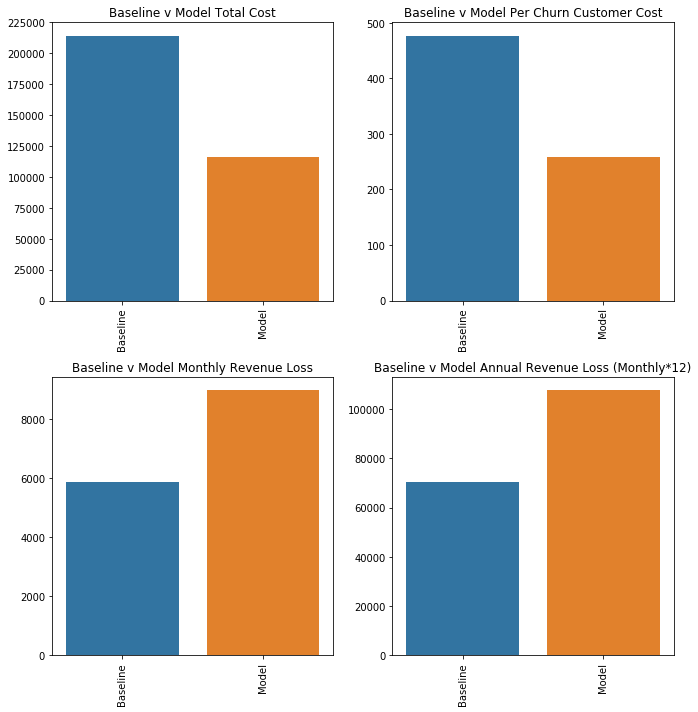 Baseline v Model Total Cost
225000
200000
175000
150000
125000
100000
75000
50000
25000
0
Baseline
Model
Baseline v Model Per Churn Customer Cost
500
400
300
200
100
0
Baseline
Model
Baseline v Model Monthly Revenue Loss
8000
6000
4000
2000
0
Baseline
Model
Baseline v Model Annual Revenue Loss (Monthly*12)
100000
80000
60000
40000
20000
0
Baseline
Model